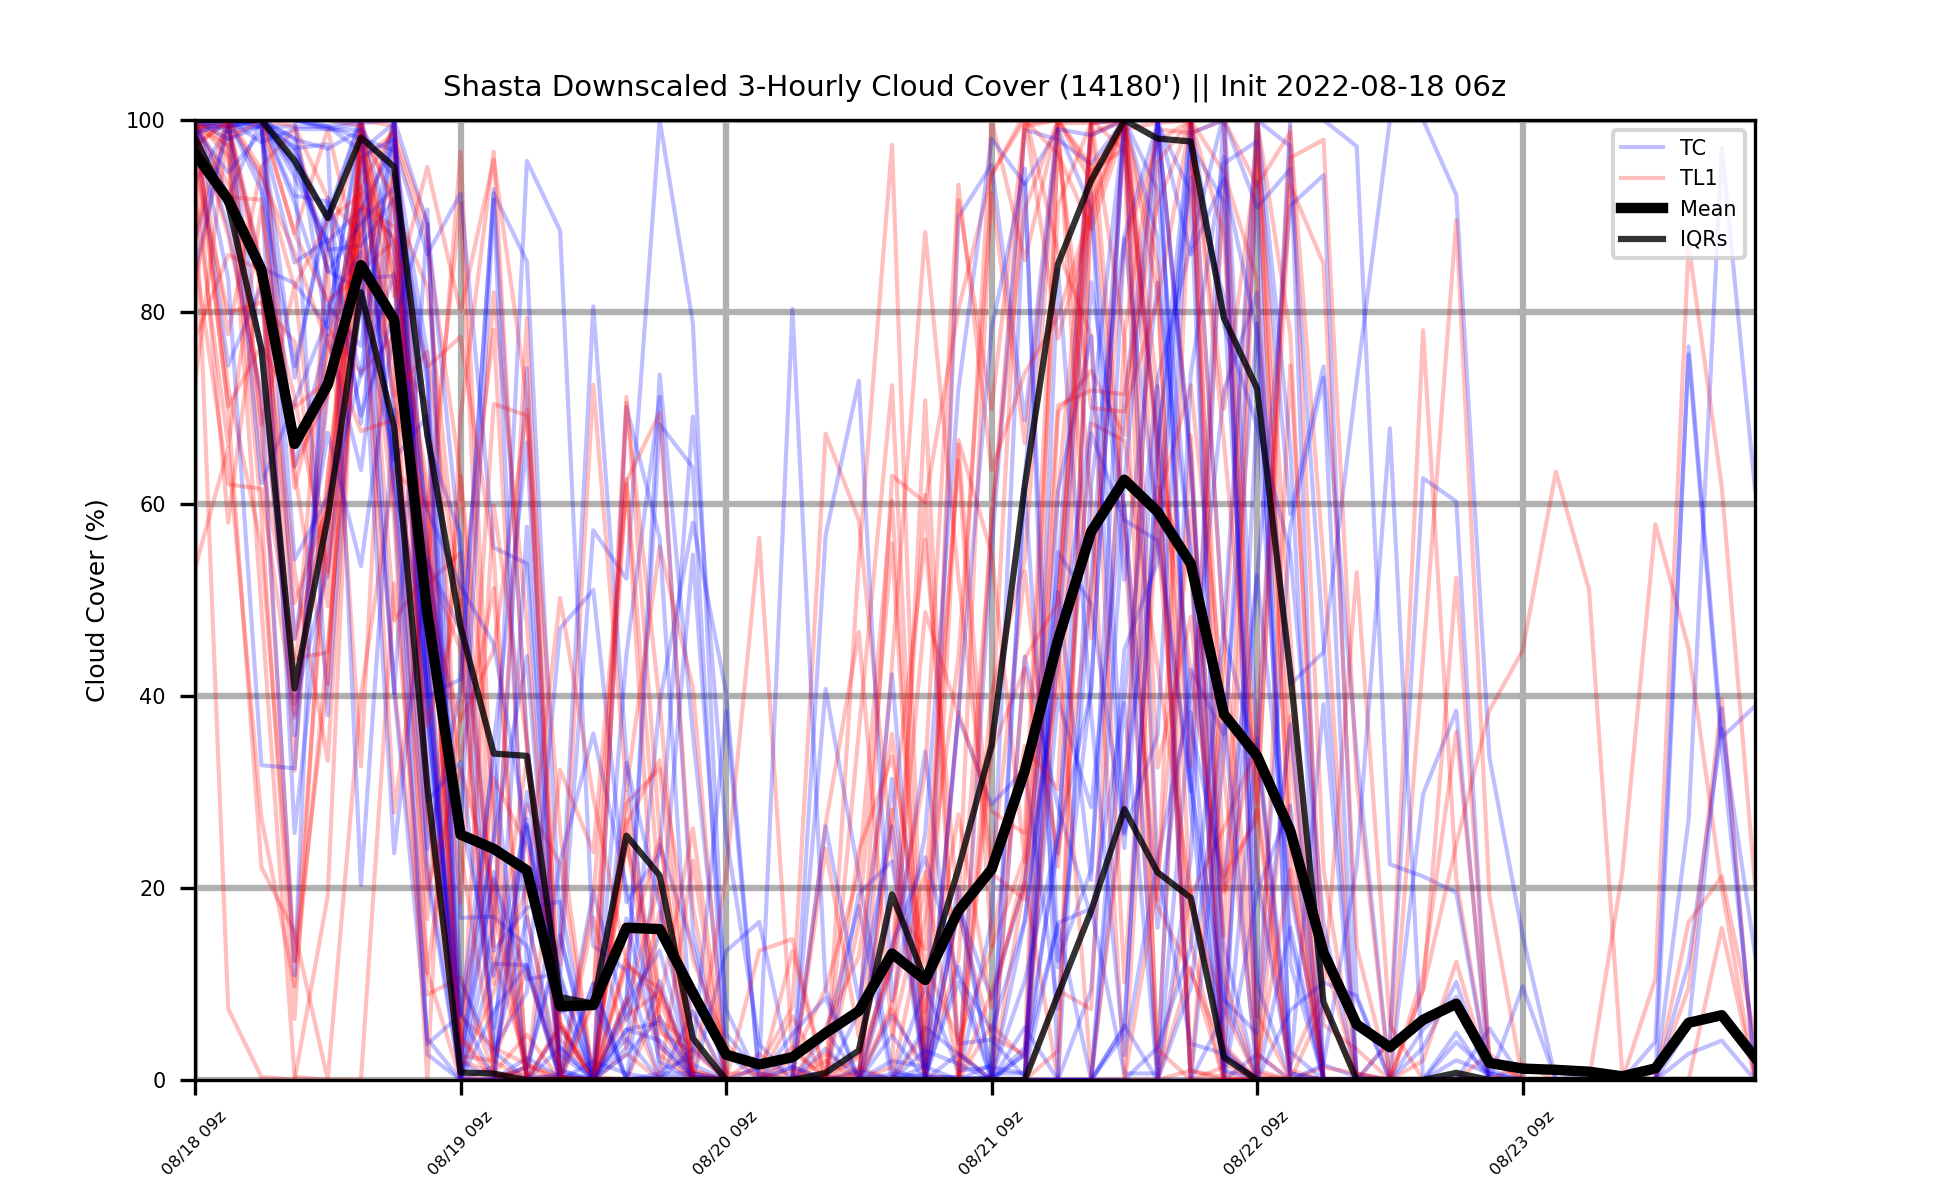 Shasta Downscaled 3-Hourly Cloud Cover (14180') || Init 2022-08-18 06z
Cloud Cover (%)
100
80
60
40
20
0
TC
TL1
Mean
IQRs
08/18 09z
08/19 09z
08/20 09z
08/21 09z
08/22 09z
08/23 09z